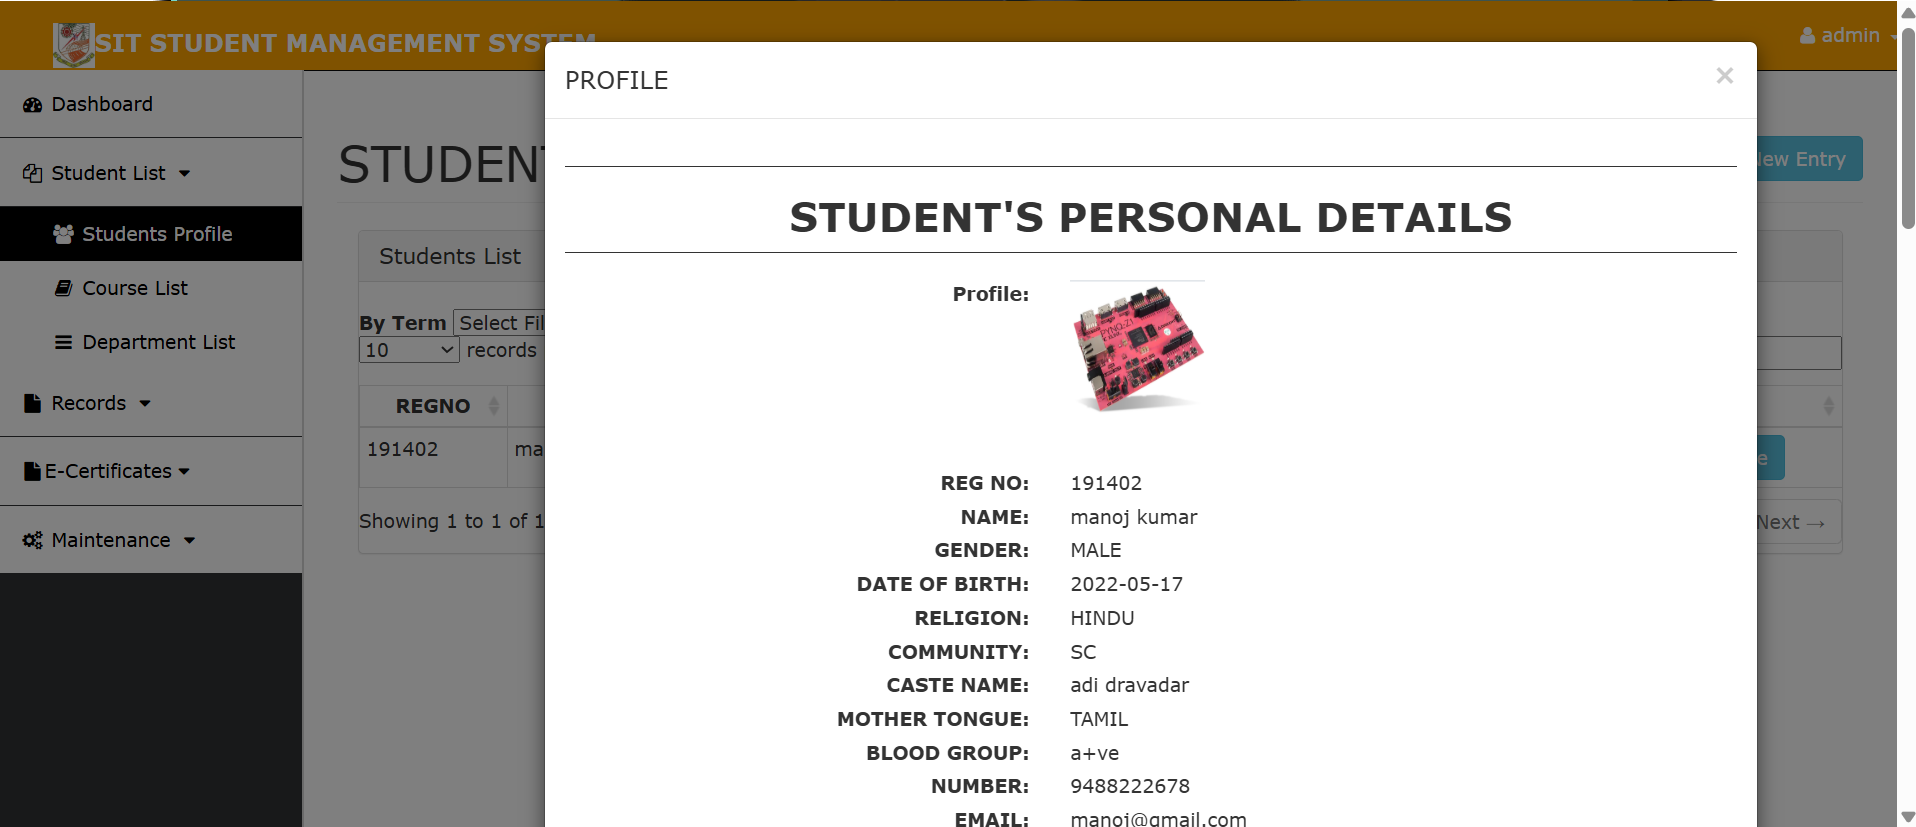 SIT STUDENT MANAGEMENT SYSTEM
admin
Dashboard
Student List
Students Profile
Course List
Department List
Records
E-Certificates
Maintenance
STUDENT
New Entry
Students List
By Term Select Fil
10 records
REGNO
191402 ma
e
Showing 1 to 1 of 1
Next →
PROFILE
×
STUDENT'S PERSONAL DETAILS
Profile:
PYNQ-Z1
REG NO: 191402
NAME: manoj kumar
GENDER: MALE
DATE OF BIRTH: 2022-05-17
RELIGION: HINDU
COMMUNITY: SC
CASTE NAME: adi dravadar
MOTHER TONGUE: TAMIL
BLOOD GROUP: a+ve
NUMBER: 9488222678
EMAIL: manoj@gmail.com